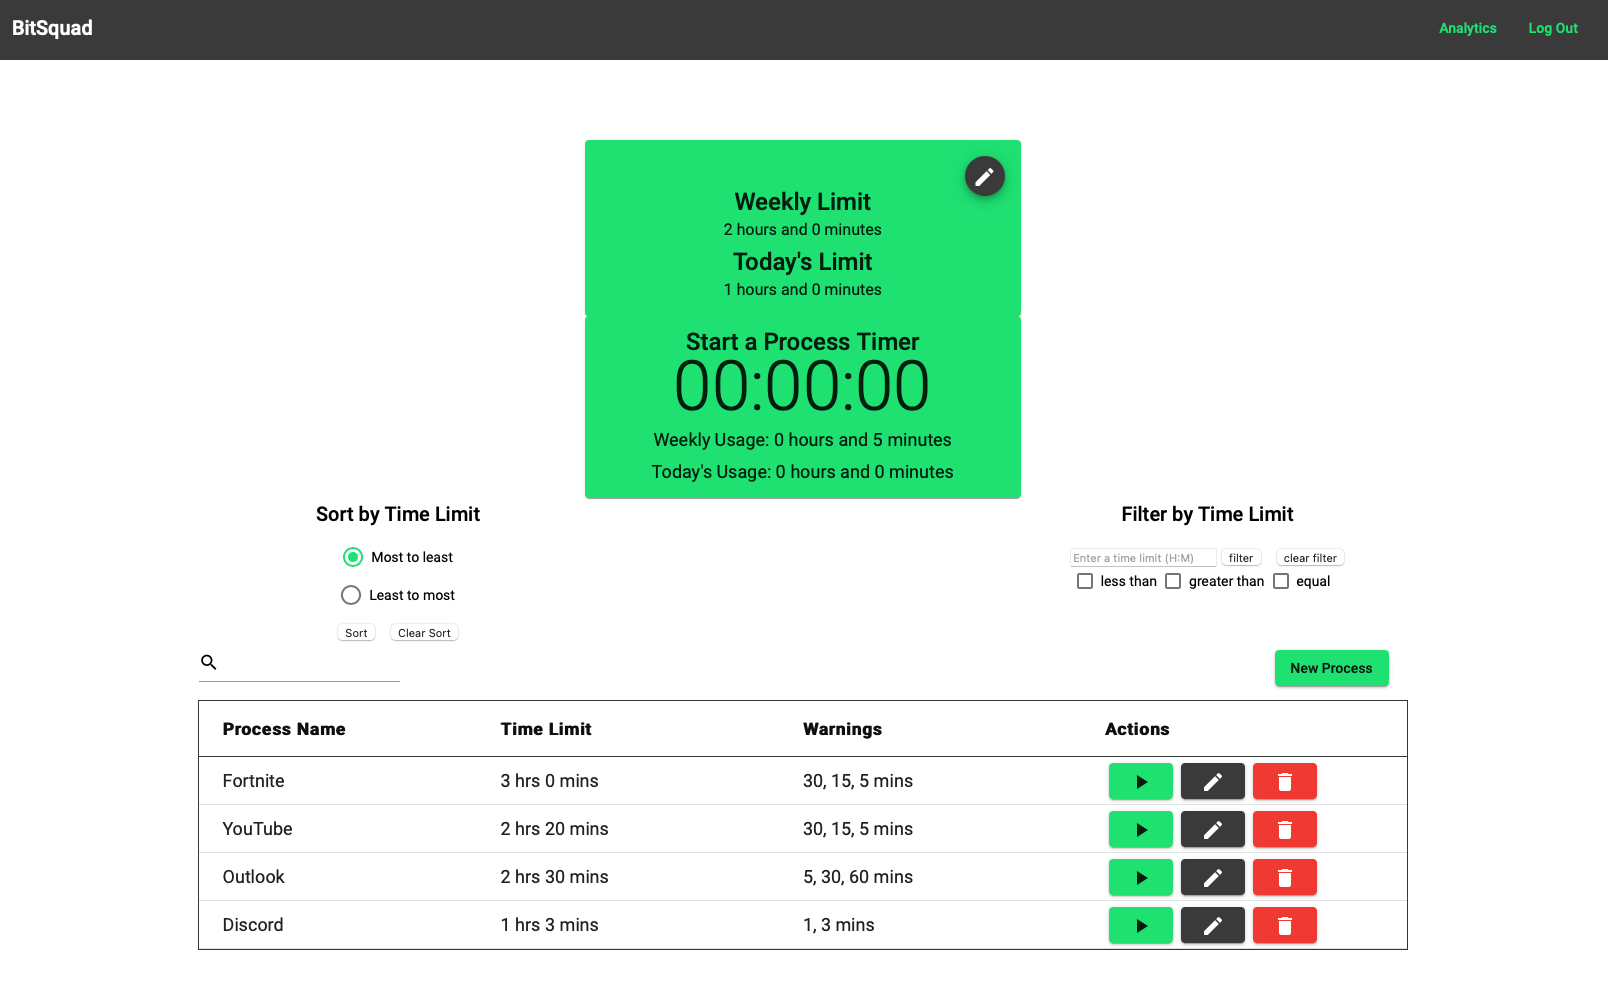 BitSquad
Analytics Log Out
Weekly Limit
2 hours and 0 minutes
Today's Limit
1 hours and 0 minutes
Start a Process Timer
00:00:00
Weekly Usage: 0 hours and 5 minutes
Today's Usage: 0 hours and 0 minutes
Sort by Time Limit
Most to least
Least to most
Sort Clear Sort
Filter by Time Limit
Enter a time limit (H:M) filter clear filter
less than greater than equal
New Process
Process Name Time Limit Warnings Actions
Fortnite 3 hrs 0 mins 30, 15, 5 mins
YouTube 2 hrs 20 mins 30, 15, 5 mins
Outlook 2 hrs 30 mins 5, 30, 60 mins
Discord 1 hrs 3 mins 1, 3 mins